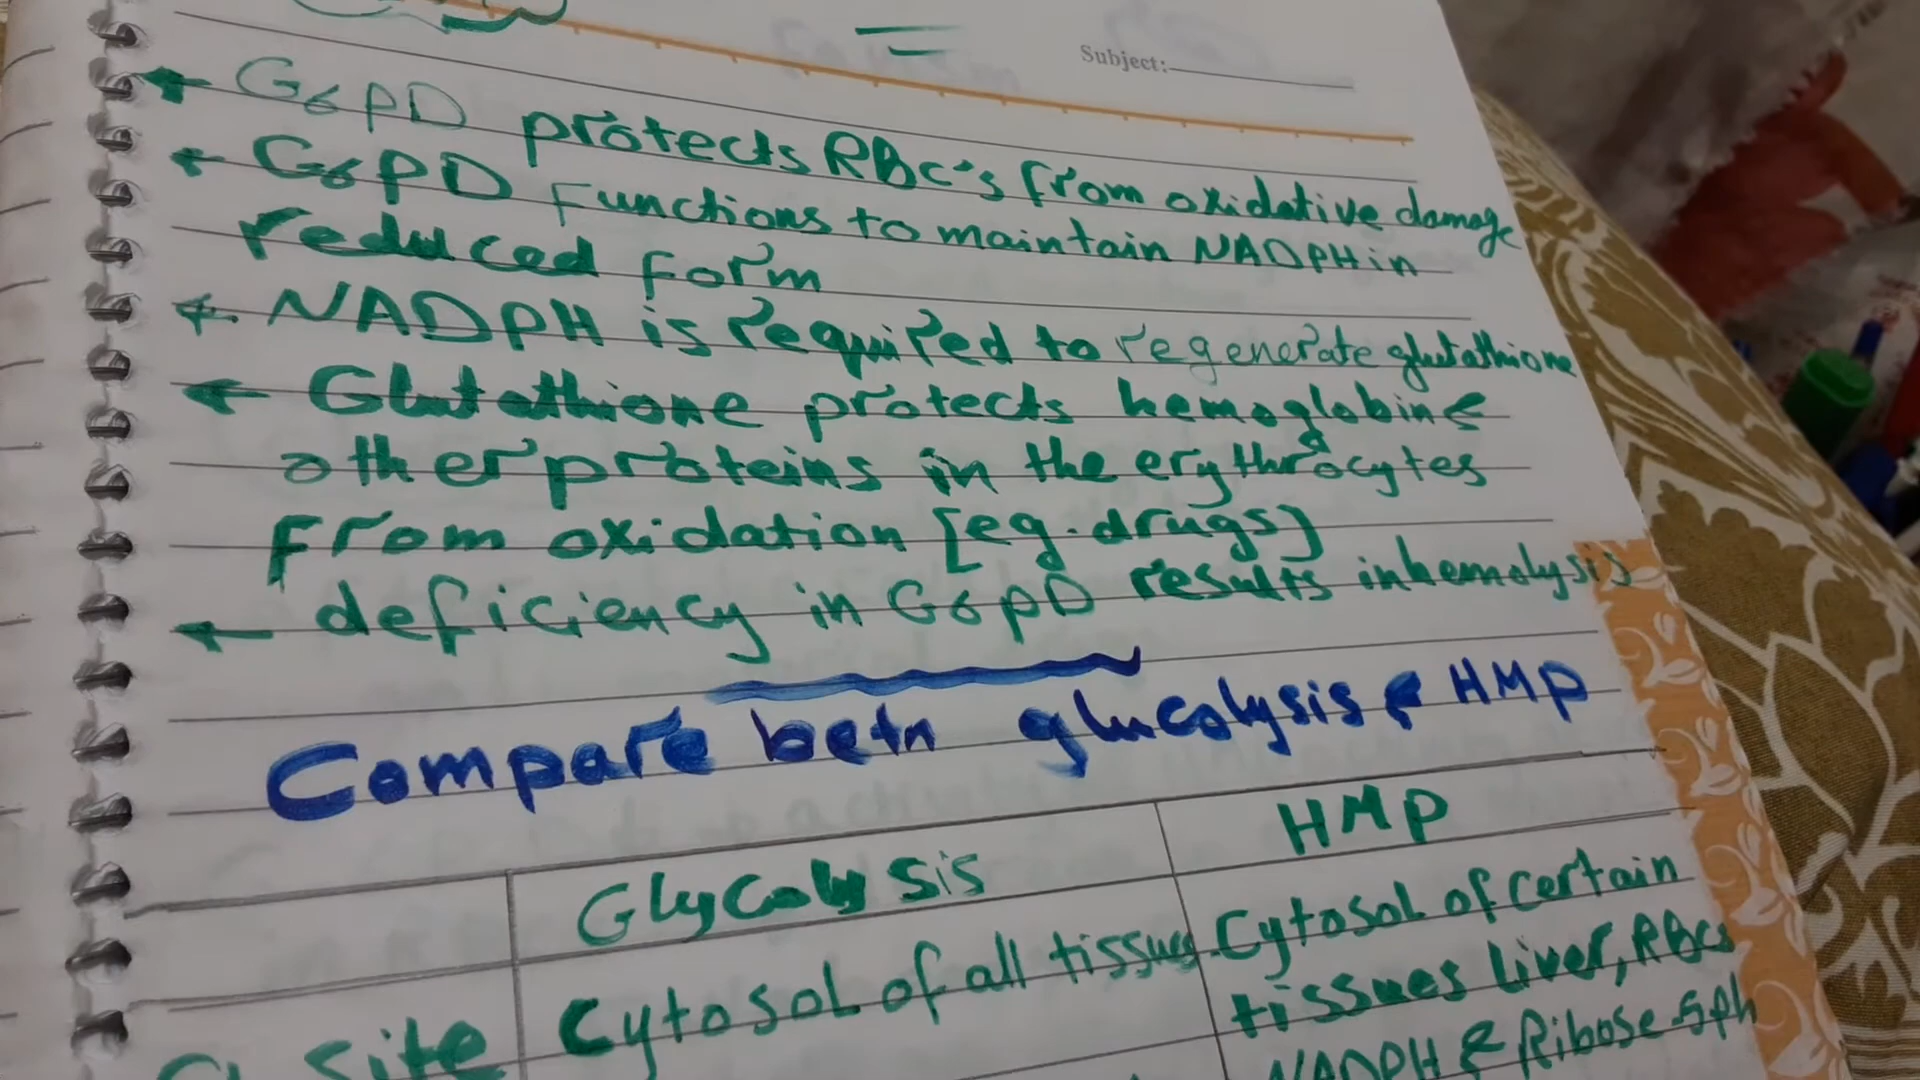 Subject:
G6PD protects RBc's from oxidative damage
G6PD Functions to maintain NADPH in
reduced form
NADPH is required to regenerate glutathione
Glutathione protects hemoglobin &
other proteins in the erythrocytes
From oxidation [eg. drugs]
deficiency in G6PD results in hemolysis
Compare betn glucolysis & HMP
Glycolysis HMP
site Cytosol of all tissues Cytosol of certain
tissues liver, RBcs
NADPH & Ribose-5ph